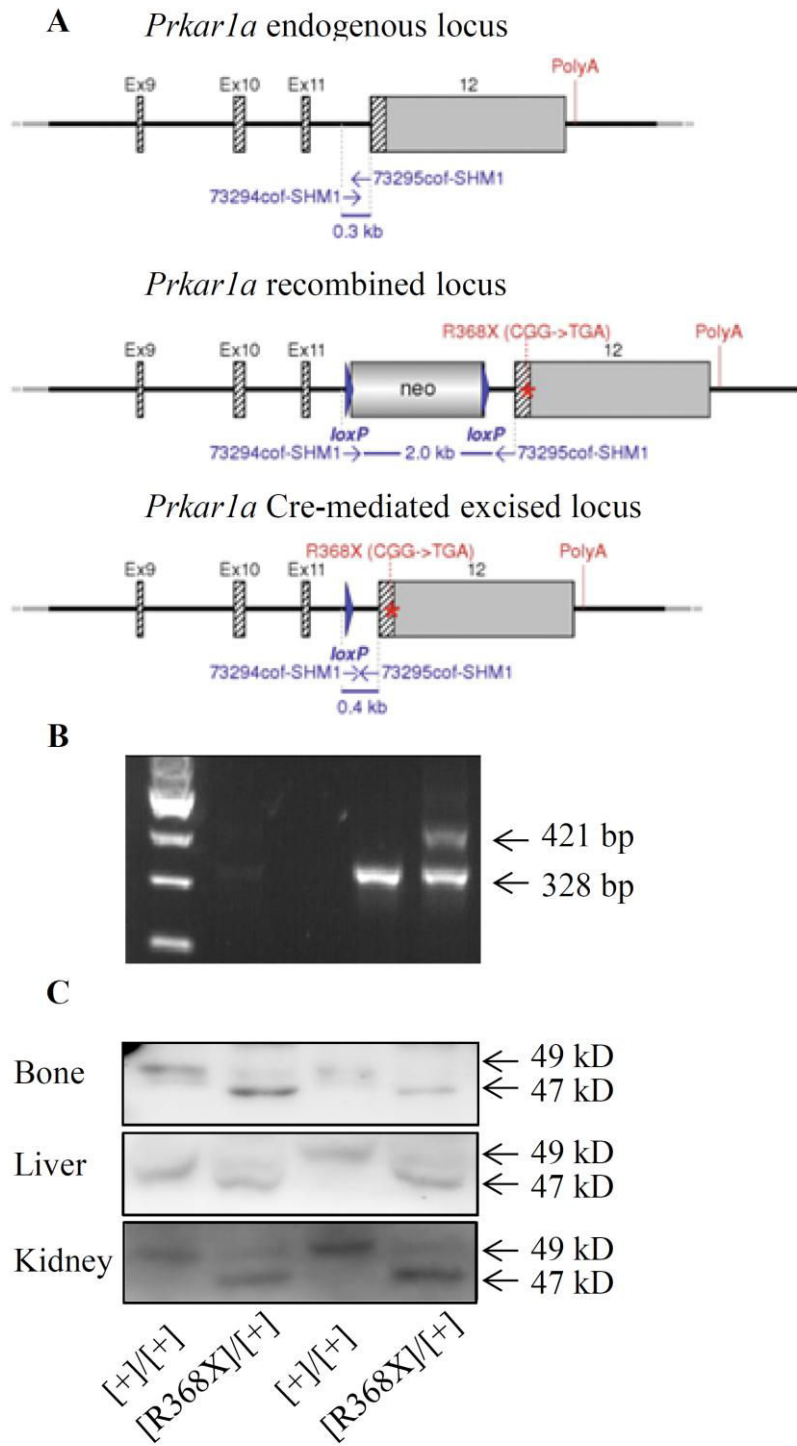 A
Prkar1a endogenous locus
PolyA
Ex9 Ex10 Ex11 12
←73295cof-SHM1
73294cof-SHM1→
0.3 kb
Prkar1a recombined locus
R368X (CGG->TGA)
PolyA
Ex9 Ex10 Ex11 12
neo
loxP loxP
73294cof-SHM1→ 2.0 kb ←73295cof-SHM1
Prkar1a Cre-mediated excised locus
R368X (CGG->TGA)
PolyA
Ex9 Ex10 Ex11 12
loxP
73294cof-SHM1→←73295cof-SHM1
0.4 kb
B
← 421 bp
← 328 bp
C
Bone
← 49 kD
← 47 kD
Liver
← 49 kD
← 47 kD
Kidney
← 49 kD
← 47 kD
[+]/[+] [R368X]/[+] [+]/[+] [R368X]/[+]